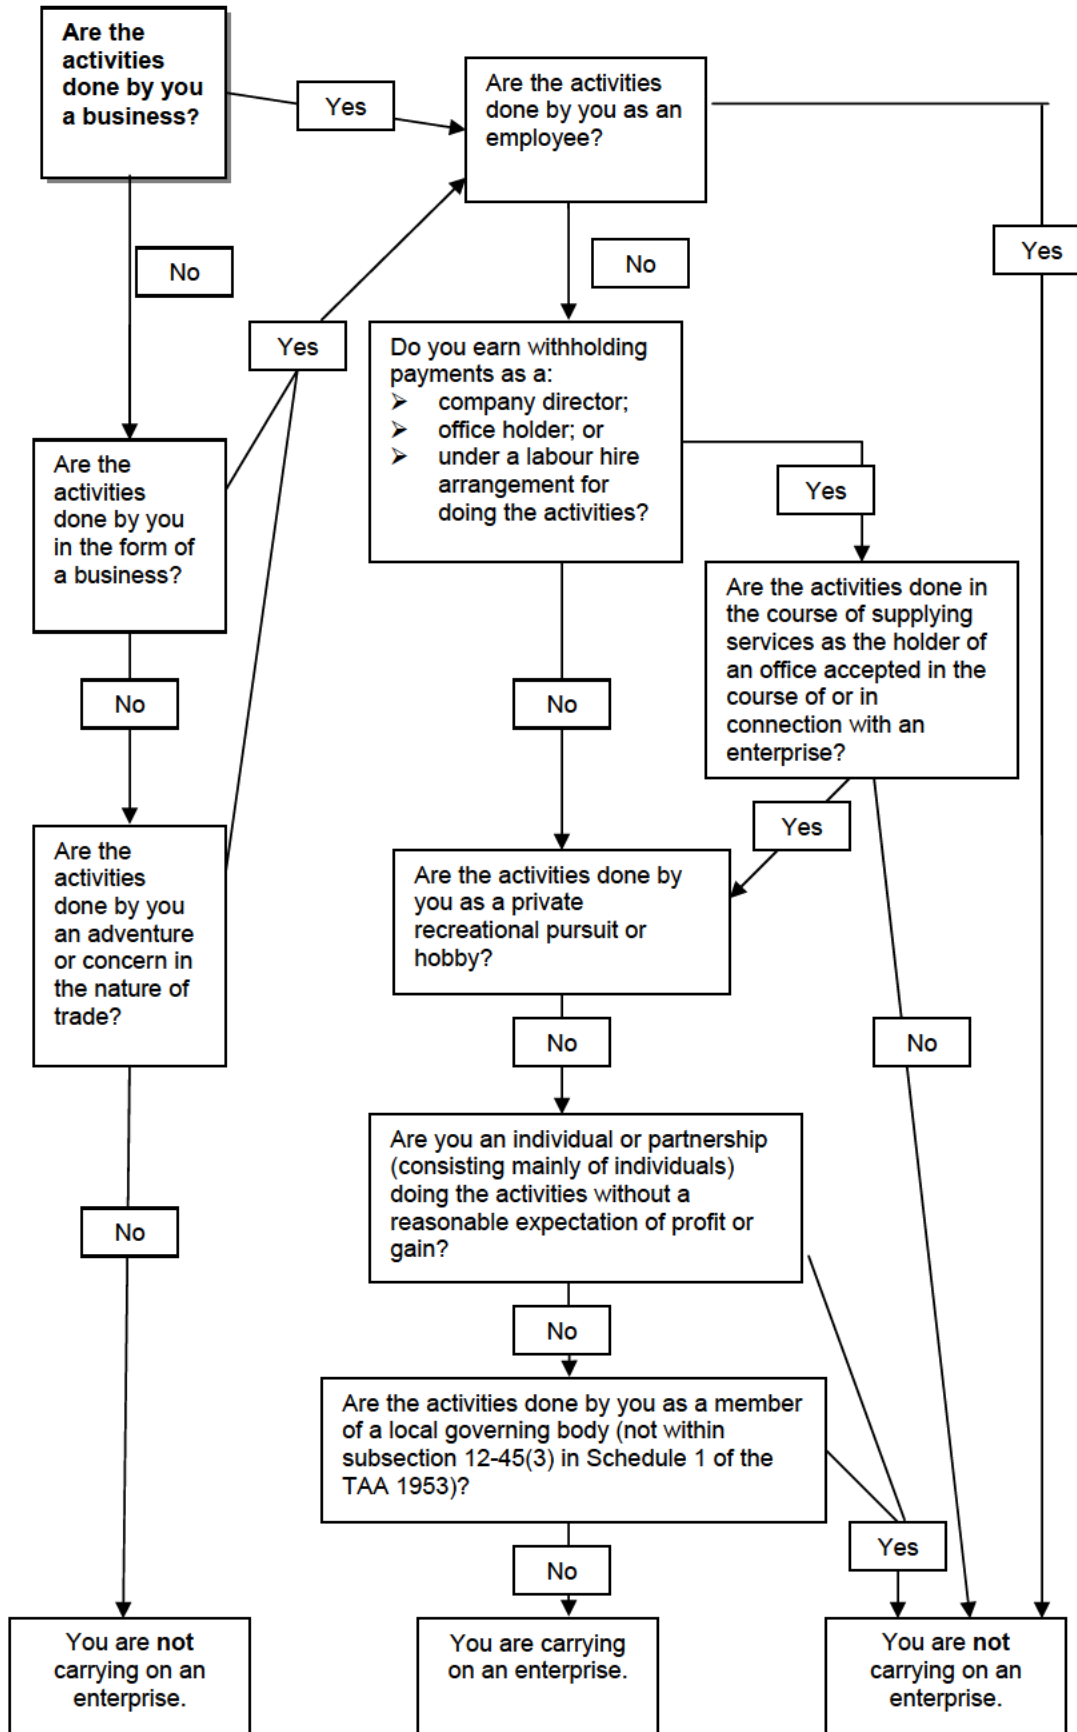 Are the
activities
done by you
a business?
Yes
Are the activities
done by you as an
employee?
Yes
No
No
Yes
Do you earn withholding
payments as a:
➢ company director;
➢ office holder; or
➢ under a labour hire
arrangement for
doing the activities?
Yes
Are the
activities
done by you
in the form of
a business?
Are the activities done in
the course of supplying
services as the holder of
an office accepted in the
course of or in
connection with an
enterprise?
No
No
Yes
Are the
activities
done by you
an adventure
or concern in
the nature of
trade?
Are the activities done by
you as a private
recreational pursuit or
hobby?
No
No
Are you an individual or partnership
(consisting mainly of individuals)
doing the activities without a
reasonable expectation of profit or
gain?
No
No
Are the activities done by you as a member
of a local governing body (not within
subsection 12-45(3) in Schedule 1 of the
TAA 1953)?
Yes
No
You are not
carrying on an
enterprise.
You are carrying
on an enterprise.
You are not
carrying on an
enterprise.